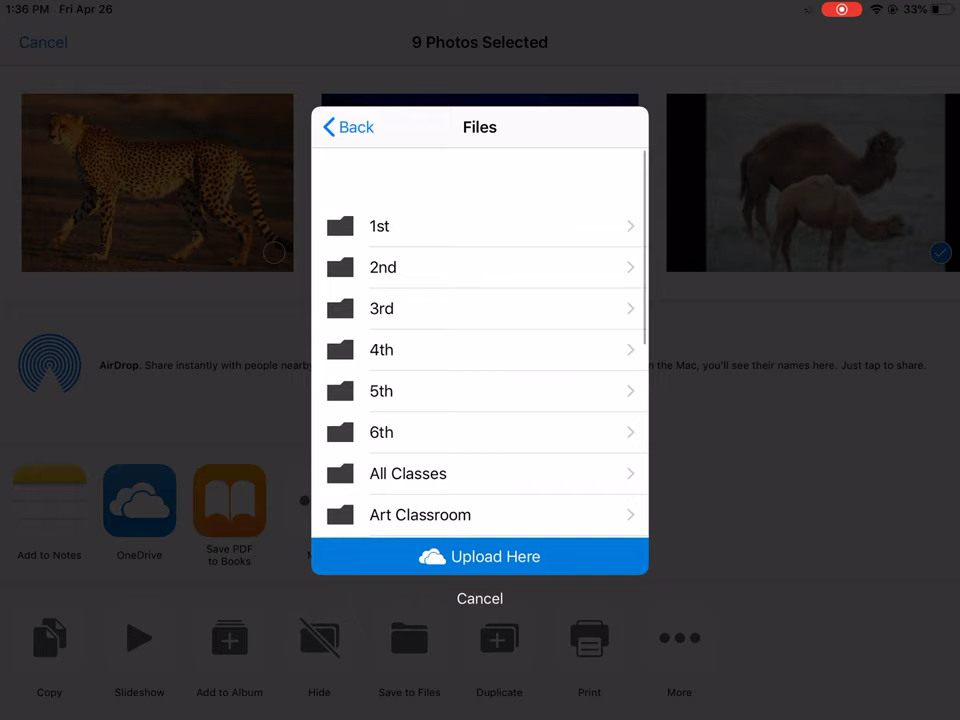 1:36 PM Fri Apr 26
33%
Cancel
9 Photos Selected
Back
Files
1st
2nd
3rd
4th
5th
6th
All Classes
Art Classroom
Upload Here
Cancel
AirDrop. Share instantly with people nearby
n the Mac, you'll see their names here. Just tap to share.
Add to Notes
OneDrive
Save PDF
to Books
Copy
Slideshow
Add to Album
Hide
Save to Files
Duplicate
Print
More